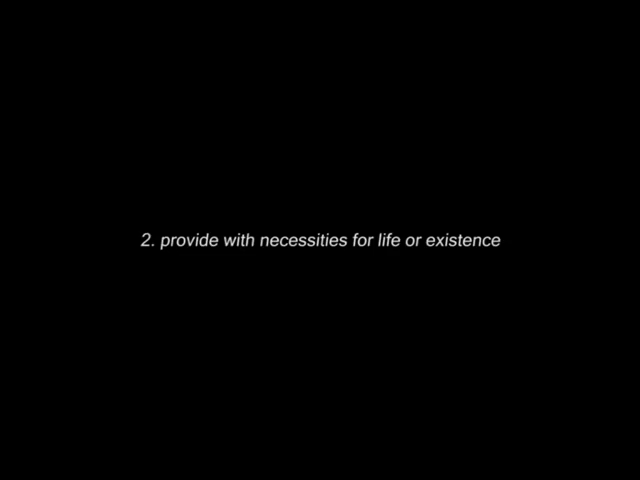 2. provide with necessities for life or existence